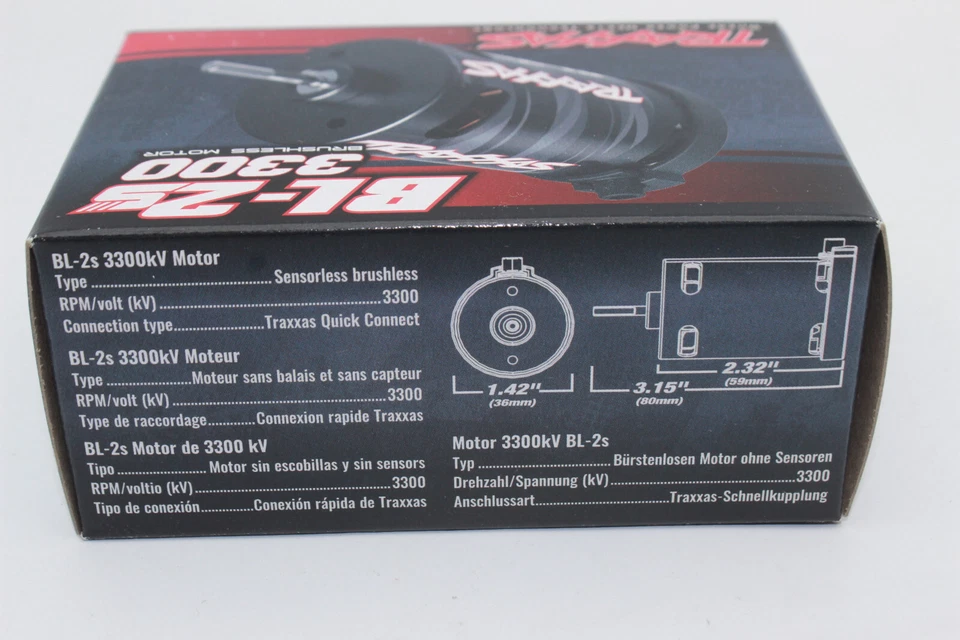 TRAXXAS
TRAXXAS
BRUSHLESS MOTOR
3300
BL-2s
BL-2s 3300kV Motor
Type ........ Sensorless brushless
RPM/volt (kV) ........ 3300
Connection type ........ Traxxas Quick Connect
BL-2s 3300kV Moteur
Type ........ Moteur sans balais et sans capteur
RPM/volt (kV) ........ 3300
Type de raccordage ........ Connexion rapide Traxxas
BL-2s Motor de 3300 kV
Tipo ........ Motor sin escobillas y sin sensors
RPM/voltio (kV) ........ 3300
Tipo de conexión ........ Conexión rápida de Traxxas
1.42"
(36mm)
2.32"
(59mm)
3.15"
(80mm)
Motor 3300kV BL-2s
Typ ........ Bürstenlosen Motor ohne Sensoren
Drehzahl/Spannung (kV) ........ 3300
Anschlussart ........ Traxxas-Schnellkupplung